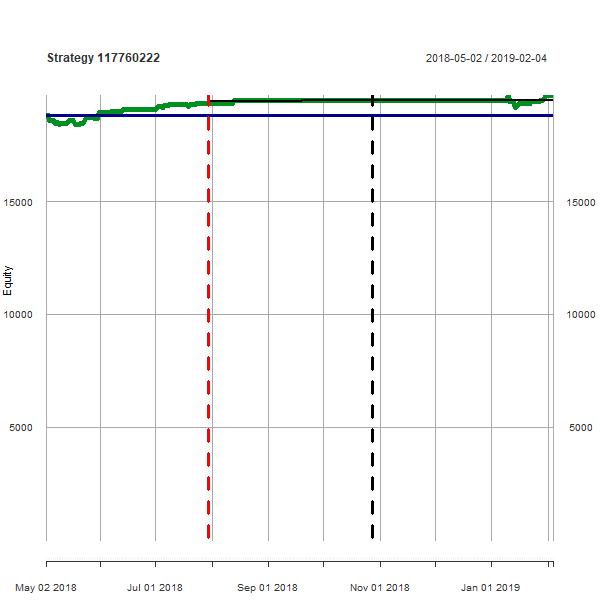 Strategy 117760222
2018-05-02 / 2019-02-04
15000
15000
Equity
10000
10000
5000
5000
May 02 2018
Jul 01 2018
Sep 01 2018
Nov 01 2018
Jan 01 2019